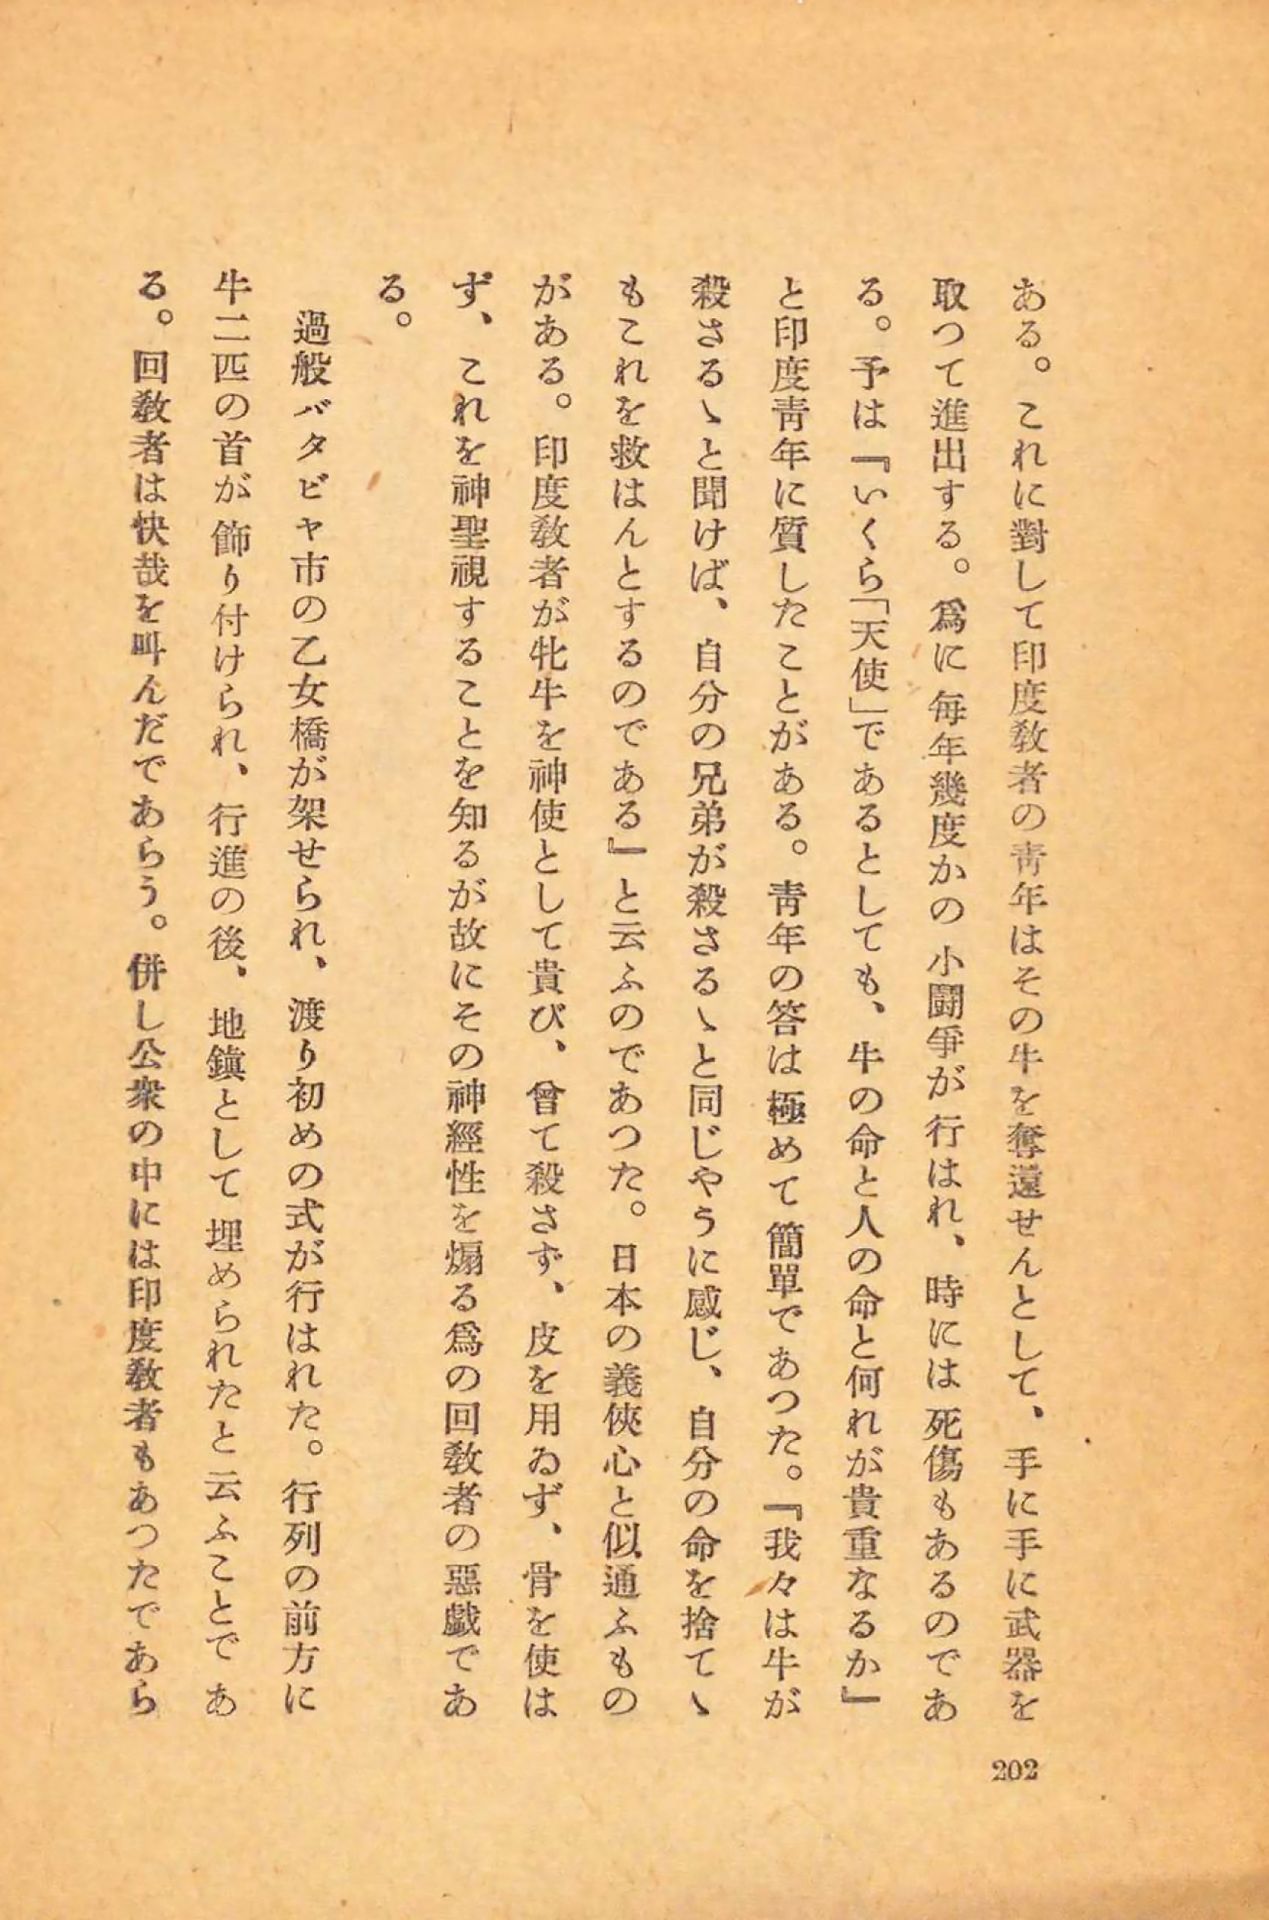 ある。これに對して印度敎者の靑年はその牛を奪還せんとして、手に手に武器を
取つて進出する。爲に每年幾度かの小鬪爭が行はれ、時には死傷もあるのであ
る。予は『いくら「天使」であるとしても、牛の命と人の命と何れが貴重なるか』
と印度靑年に質したことがある。靑年の答は極めて簡單であつた。『我々は牛が
殺さるゝと聞けば、自分の兄弟が殺さるゝと同じやうに感じ、自分の命を捨てゝ
もこれを救はんとするのである』と云ふのであつた。日本の義俠心と似通ふもの
がある。印度敎者が牝牛を神使として貴び、曾て殺さず、皮を用ゐず、骨を使は
ず、これを神聖視することを知るが故にその神經性を煽る爲の回敎者の惡戲であ
る。
過般バタビヤ市の乙女橋が架せられ、渡り初めの式が行はれた。行列の前方に
牛二匹の首が飾り付けられ、行進の後、地鎭として埋められたと云ふことであ
る。回敎者は快哉を叫んだであらう。併し公衆の中には印度敎者もあつたであら
202